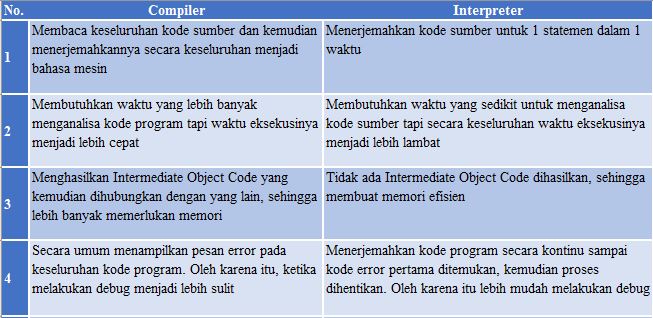 No. Compiler Interpreter
1 Membaca keseluruhan kode sumber dan kemudian menerjemahkannya secara keseluruhan menjadi bahasa mesin
Menerjemahkan kode sumber untuk 1 statemen dalam 1 waktu
2 Membutuhkan waktu yang lebih banyak menganalisa kode program tapi waktu eksekusinya menjadi lebih cepat
Membutuhkan waktu yang sedikit untuk menganalisa kode sumber tapi secara keseluruhan waktu eksekusinya menjadi lebih lambat
3 Menghasilkan Intermediate Object Code yang kemudian dihubungkan dengan yang lain, sehingga lebih banyak memerlukan memori
Tidak ada Intermediate Object Code dihasilkan, sehingga membuat memori efisien
4 Secara umum menampilkan pesan error pada keseluruhan kode program. Oleh karena itu, ketika melakukan debug menjadi lebih sulit
Menerjemahkan kode program secara kontinu sampai kode error pertama ditemukan, kemudian proses dihentikan. Oleh karena itu lebih mudah melakukan debug